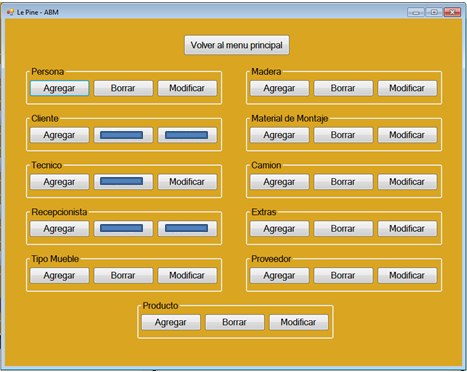 Le Pine - ABM
Volver al menu principal
Persona
Agregar Borrar Modificar
Madera
Agregar Borrar Modificar
Cliente
Agregar
Material de Montaje
Agregar Borrar Modificar
Tecnico
Agregar Modificar
Camion
Agregar Borrar Modificar
Recepcionista
Agregar
Extras
Agregar Borrar Modificar
Tipo Mueble
Agregar Borrar Modificar
Proveedor
Agregar Borrar Modificar
Producto
Agregar Borrar Modificar